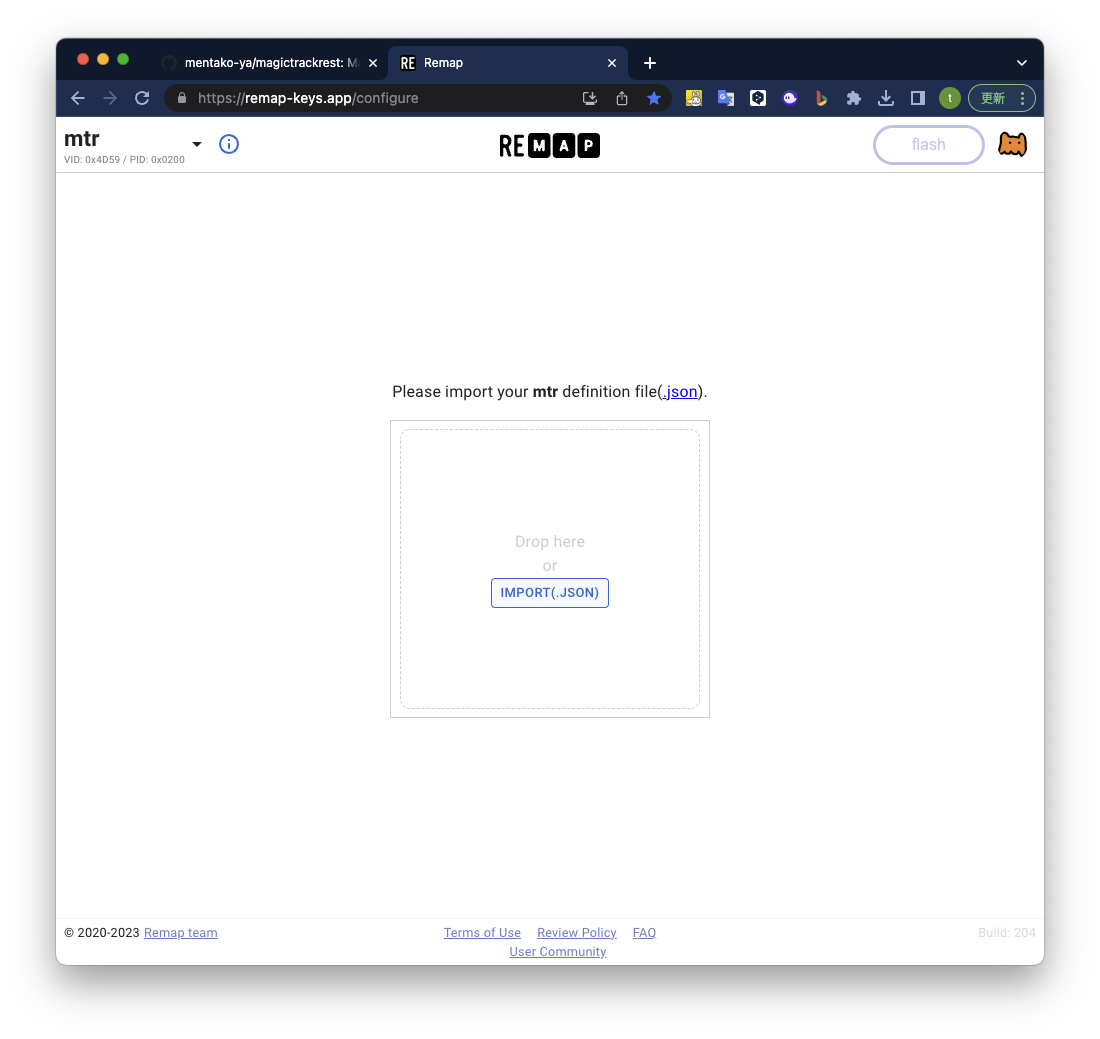 mentako-ya/magictrackrest: M
Remap
https://remap-keys.app/configure
t
更新
mtr
VID: 0x4D59 / PID: 0x0200
REMAP
flash
Please import your mtr definition file(.json).
Drop here
or
IMPORT(.JSON)
© 2020-2023 Remap team
Terms of Use
Review Policy
FAQ
User Community
Build: 204